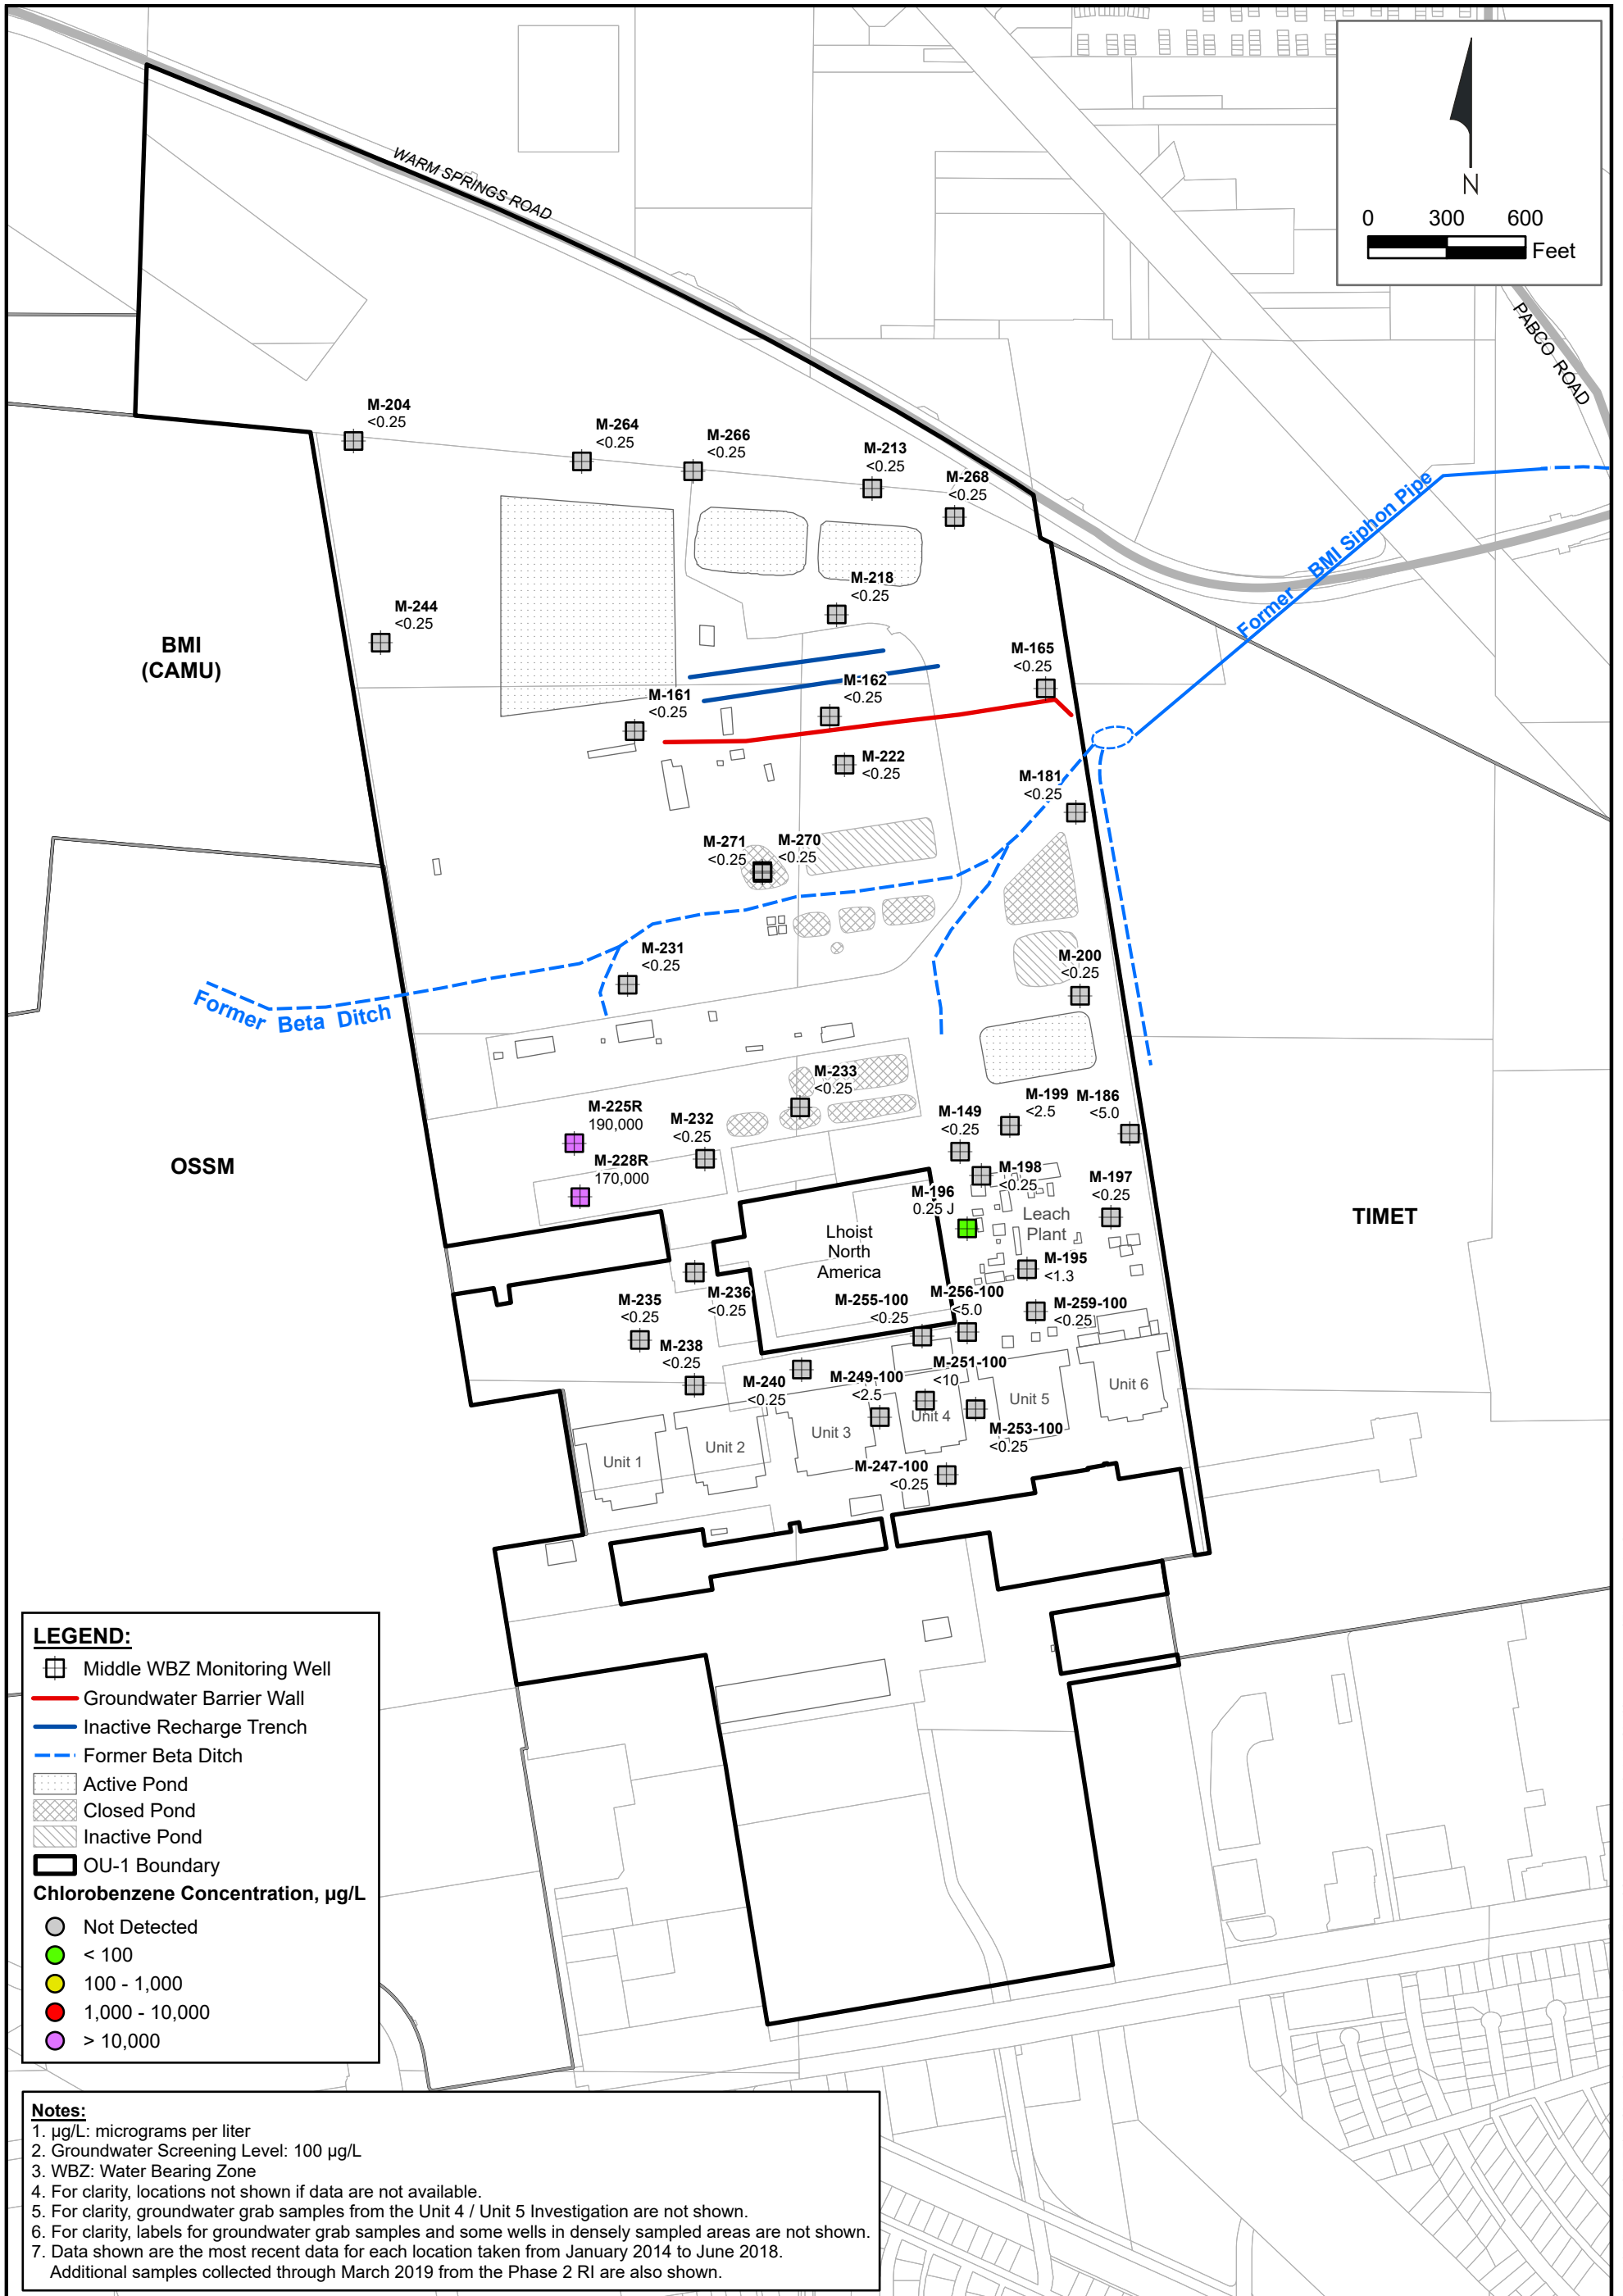 WARM SPRINGS ROAD
N
0 300 600
Feet
PABCO ROAD
M-204
<0.25
M-264
<0.25
M-266
<0.25
M-213
<0.25
M-268
<0.25
Former BMI Siphon Pipe
M-218
<0.25
M-244
<0.25
BMI
(CAMU)
M-165
<0.25
M-161
<0.25
M-162
<0.25
M-222
<0.25
M-181
<0.25
M-271
<0.25
M-270
<0.25
M-231
<0.25
M-200
<0.25
Former Beta Ditch
M-233
<0.25
M-225R
190,000
M-232
<0.25
M-149
<0.25
M-199
<2.5
M-186
<5.0
OSSM
M-228R
170,000
M-198
<0.25
M-196
0.25 J
M-197
<0.25
Leach
Plant
TIMET
Lhoist
North
America
M-195
<1.3
M-236
<0.25
M-235
<0.25
M-255-100
<0.25
M-256-100
<5.0
M-259-100
<0.25
M-238
<0.25
M-240
<0.25
M-249-100
<2.5
M-251-100
<10
M-253-100
<0.25
Unit 1
Unit 2
Unit 3
Unit 4
Unit 5
Unit 6
M-247-100
<0.25
LEGEND:
Middle WBZ Monitoring Well
Groundwater Barrier Wall
Inactive Recharge Trench
Former Beta Ditch
Active Pond
Closed Pond
Inactive Pond
OU-1 Boundary
Chlorobenzene Concentration, µg/L
Not Detected
< 100
100 - 1,000
1,000 - 10,000
> 10,000
Notes:
1. µg/L: micrograms per liter
2. Groundwater Screening Level: 100 µg/L
3. WBZ: Water Bearing Zone
4. For clarity, locations not shown if data are not available.
5. For clarity, groundwater grab samples from the Unit 4 / Unit 5 Investigation are not shown.
6. For clarity, labels for groundwater grab samples and some wells in densely sampled areas are not shown.
7. Data shown are the most recent data for each location taken from January 2014 to June 2018.
Additional samples collected through March 2019 from the Phase 2 RI are also shown.